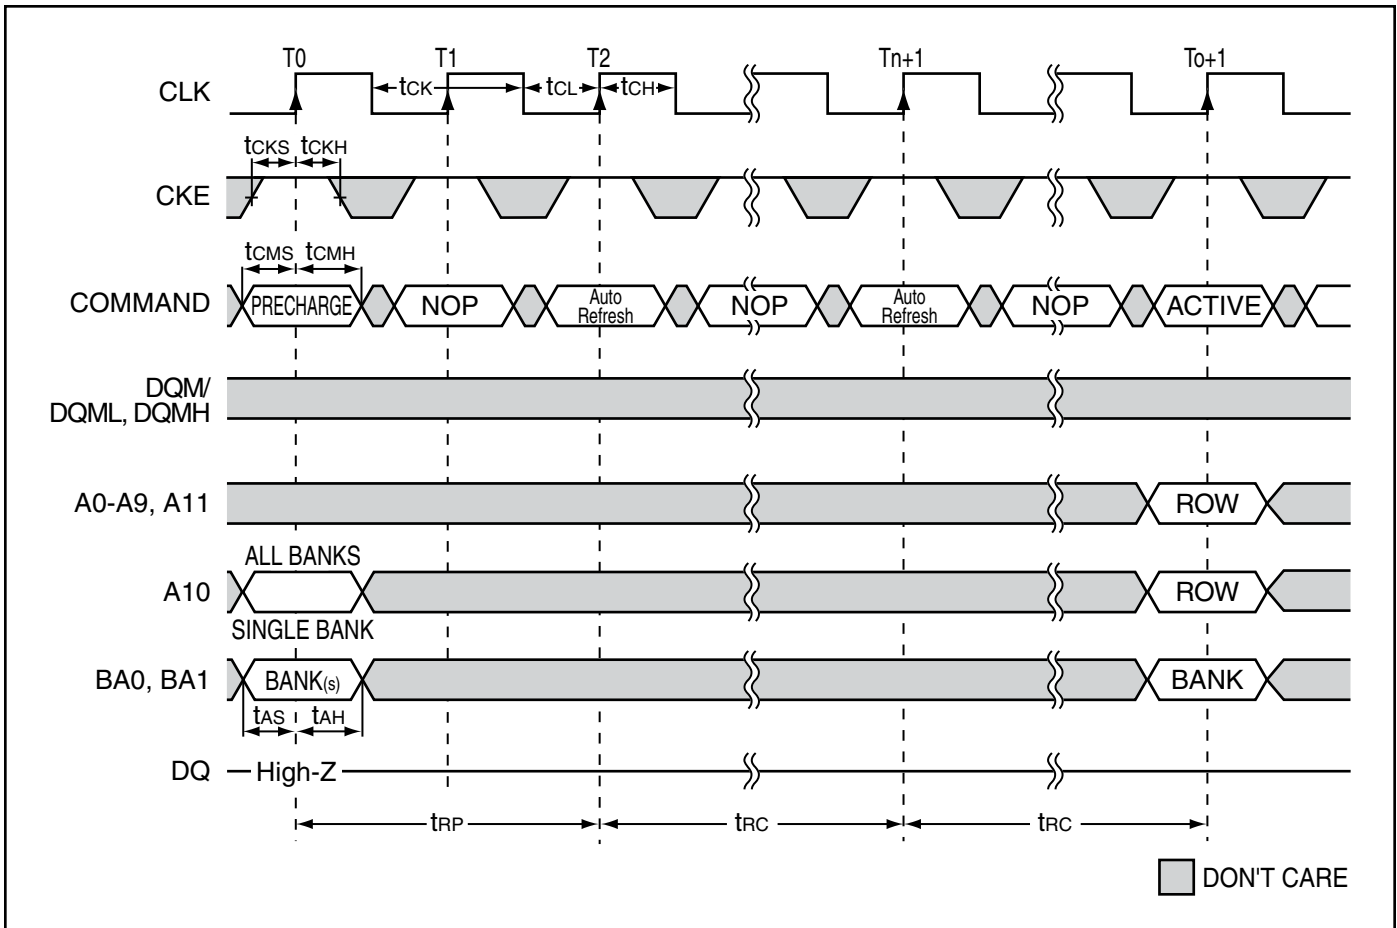 T0 T1 T2 Tn+1 To+1
CLK tCK tCL tCH
tCKS tCKH
CKE
tCMS tCMH
COMMAND PRECHARGE NOP Auto Refresh NOP Auto Refresh NOP ACTIVE
DQM/
DQML, DQMH
A0-A9, A11 ROW
ALL BANKS
A10 ROW
SINGLE BANK
BA0, BA1 BANK(s) BANK
tAS tAH
DQ High-Z
tRP tRC tRC
DON'T CARE